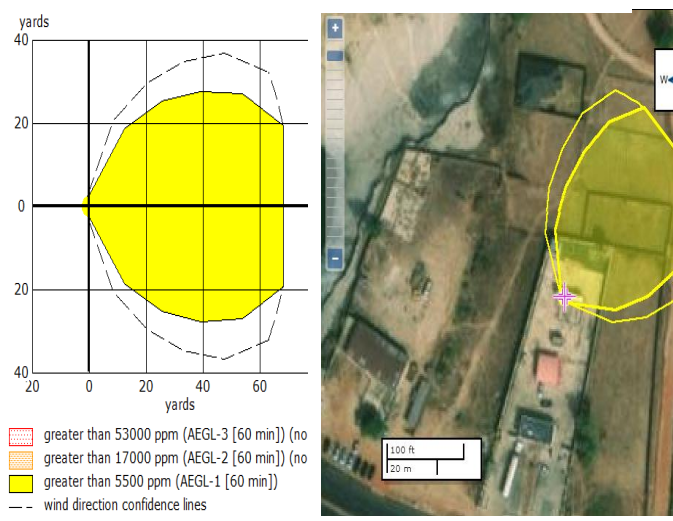 yards
40
20
0
20
40
20 0 20 40 60
yards
greater than 53000 ppm (AEGL-3 [60 min]) (no
greater than 17000 ppm (AEGL-2 [60 min]) (no
greater than 5500 ppm (AEGL-1 [60 min])
wind direction confidence lines
+
−
W
100 ft
20 m